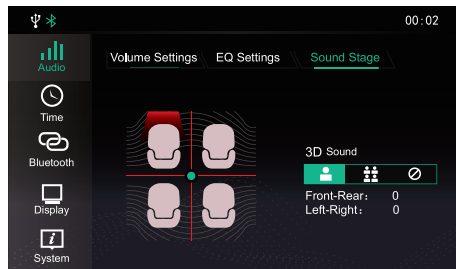 00:02
Audio
Volume Settings
EQ Settings
Sound Stage
Time
Bluetooth
3D Sound
Display
Front-Rear: 0
Left-Right: 0
System